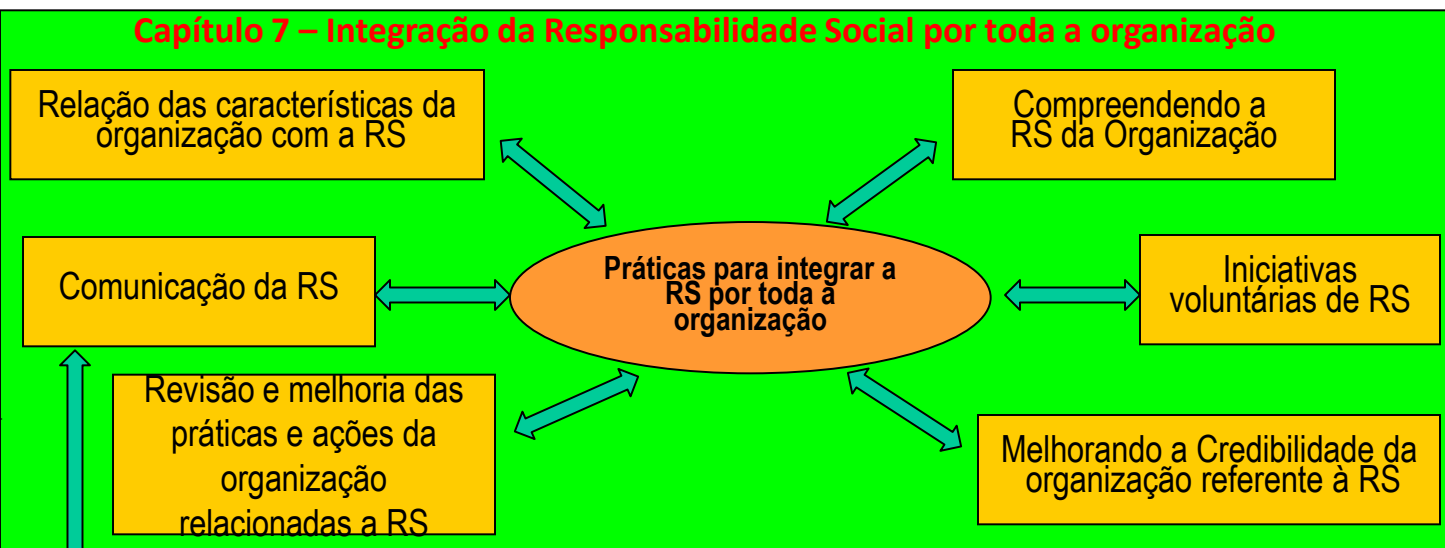 Capítulo 7 – Integração da Responsabilidade Social por toda a organização
Relação das características da
organização com a RS
Compreendendo a
RS da Organização
Comunicação da RS
Práticas para integrar a
RS por toda a
organização
Iniciativas
voluntárias de RS
Revisão e melhoria das
práticas e ações da
organização
relacionadas a RS
Melhorando a Credibilidade da
organização referente à RS